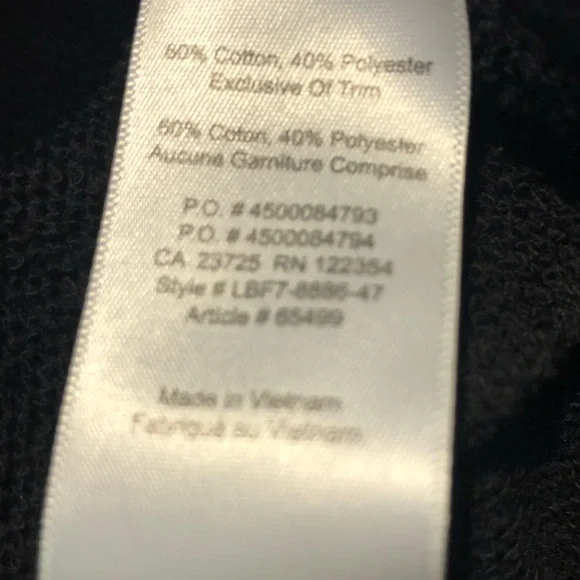 60% Cotton, 40% Polyester
Exclusive Of Trim
60% Coton, 40% Polyester
Aucune Garniture Comprise
P.O. # 4500084793
P.O. # 4500084794
CA 23725 RN 122354
Style # LBF7-8886-47
Article # 65499
Made in Vietnam
Fabriqué au Vietnam